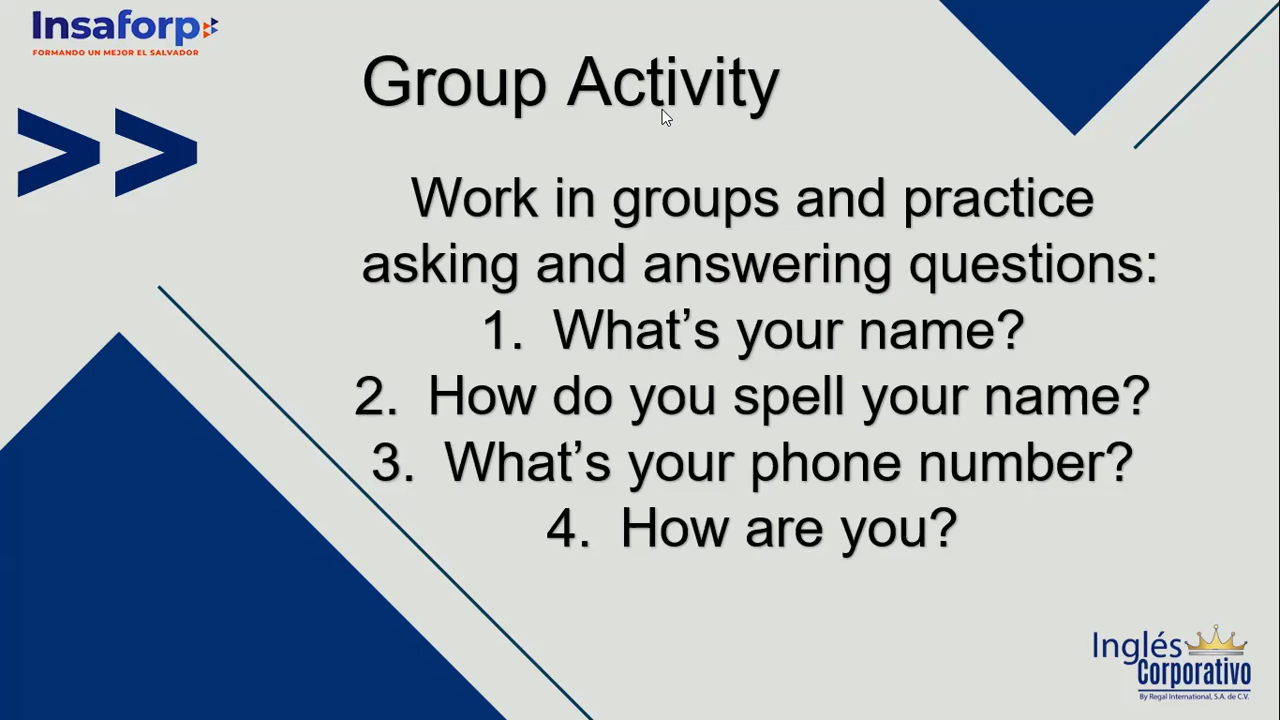 Insaforp
FORMANDO UN MEJOR EL SALVADOR
>>
Group Activity
Work in groups and practice
asking and answering questions:
1. What’s your name?
2. How do you spell your name?
3. What’s your phone number?
4. How are you?
Inglés
Corporativo
By Regal International, S.A. de C.V.